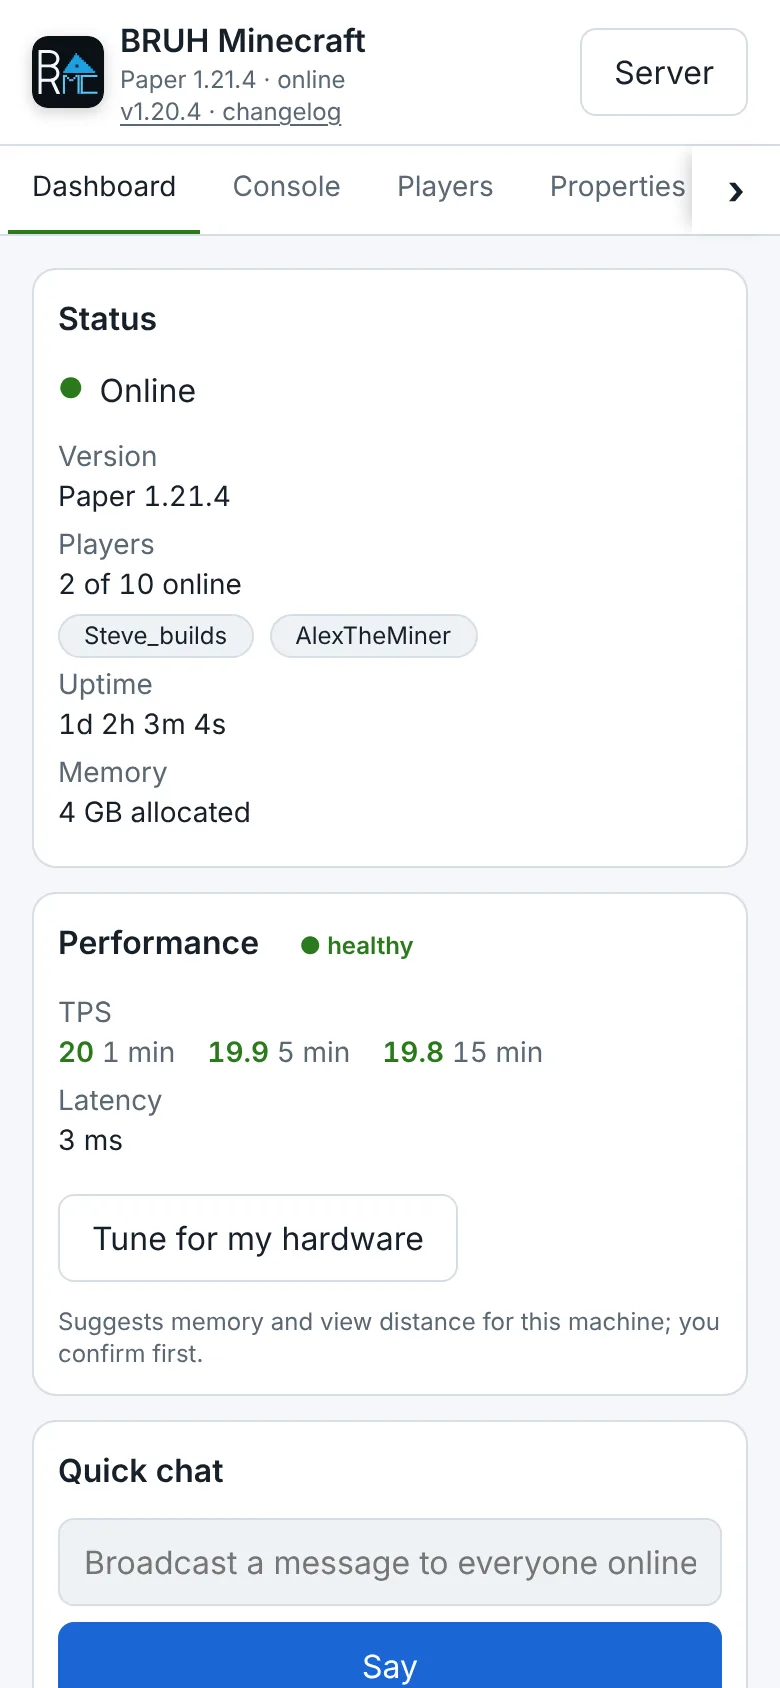 BRMC
BRUH Minecraft
Paper 1.21.4 · online
v1.20.4 · changelog
Server
Dashboard Console Players Properties ›
Status
Online
Version
Paper 1.21.4
Players
2 of 10 online
Steve_builds AlexTheMiner
Uptime
1d 2h 3m 4s
Memory
4 GB allocated
Performance healthy
TPS
20 1 min 19.9 5 min 19.8 15 min
Latency
3 ms
Tune for my hardware
Suggests memory and view distance for this machine; you
confirm first.
Quick chat
Broadcast a message to everyone online
Say